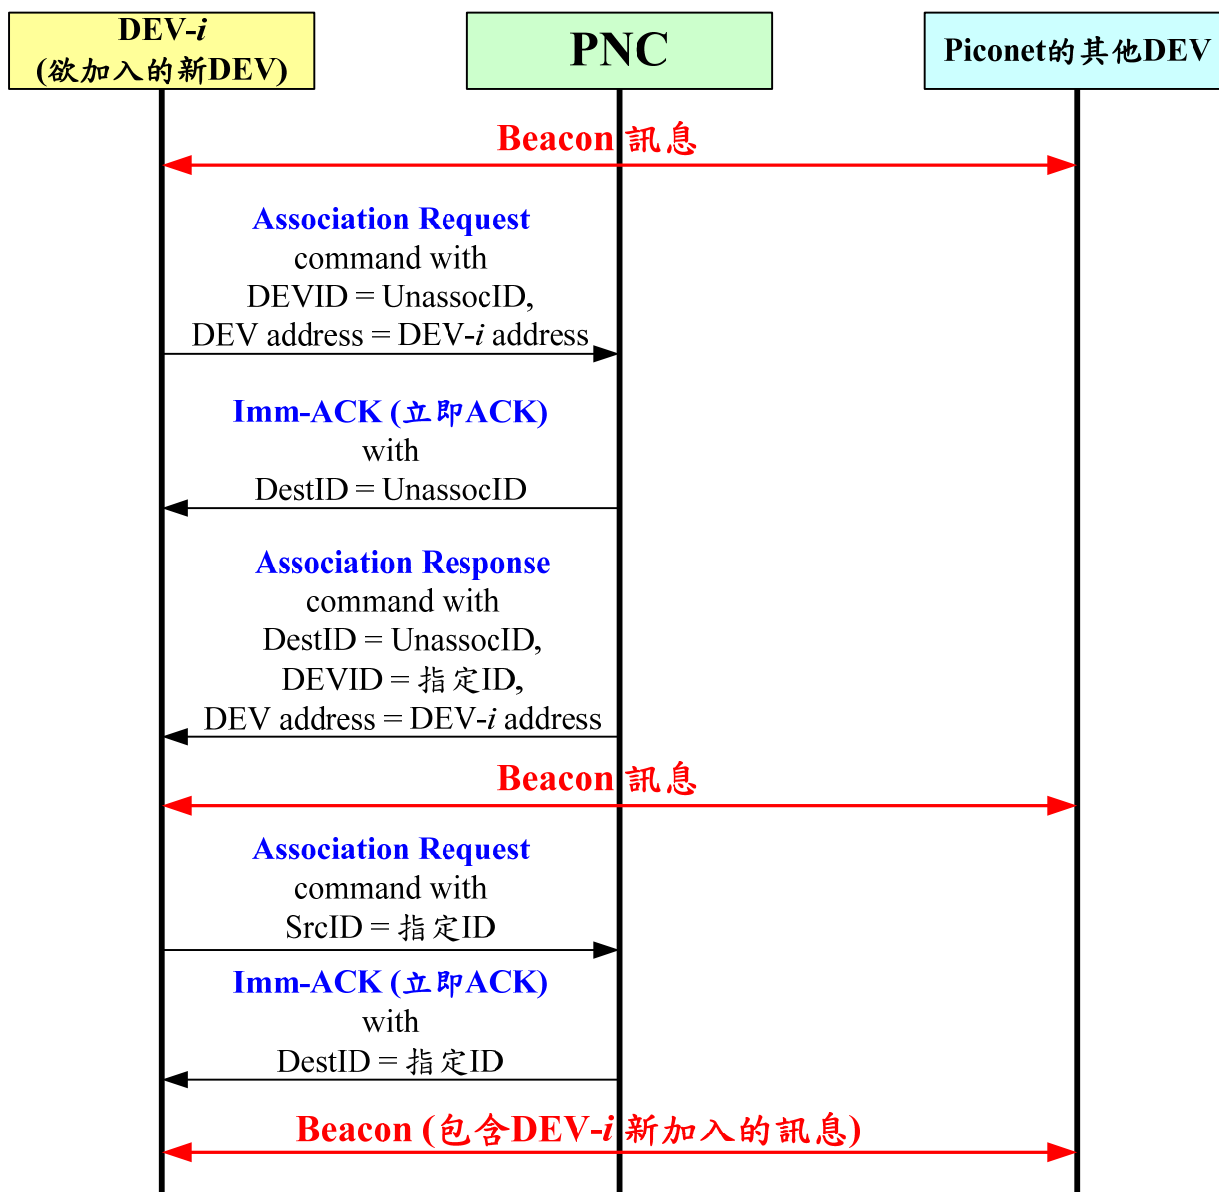 DEV-i
(欲加入的新DEV)
PNC
Piconet的其他DEV
Beacon 訊息
Association Request
command with
DEVID = UnassocID,
DEV address = DEV-i address
Imm-ACK (立即ACK)
with
DestID = UnassocID
Association Response
command with
DestID = UnassocID,
DEVID = 指定ID,
DEV address = DEV-i address
Beacon 訊息
Association Request
command with
SrcID = 指定ID
Imm-ACK (立即ACK)
with
DestID = 指定ID
Beacon (包含DEV-i 新加入的訊息)